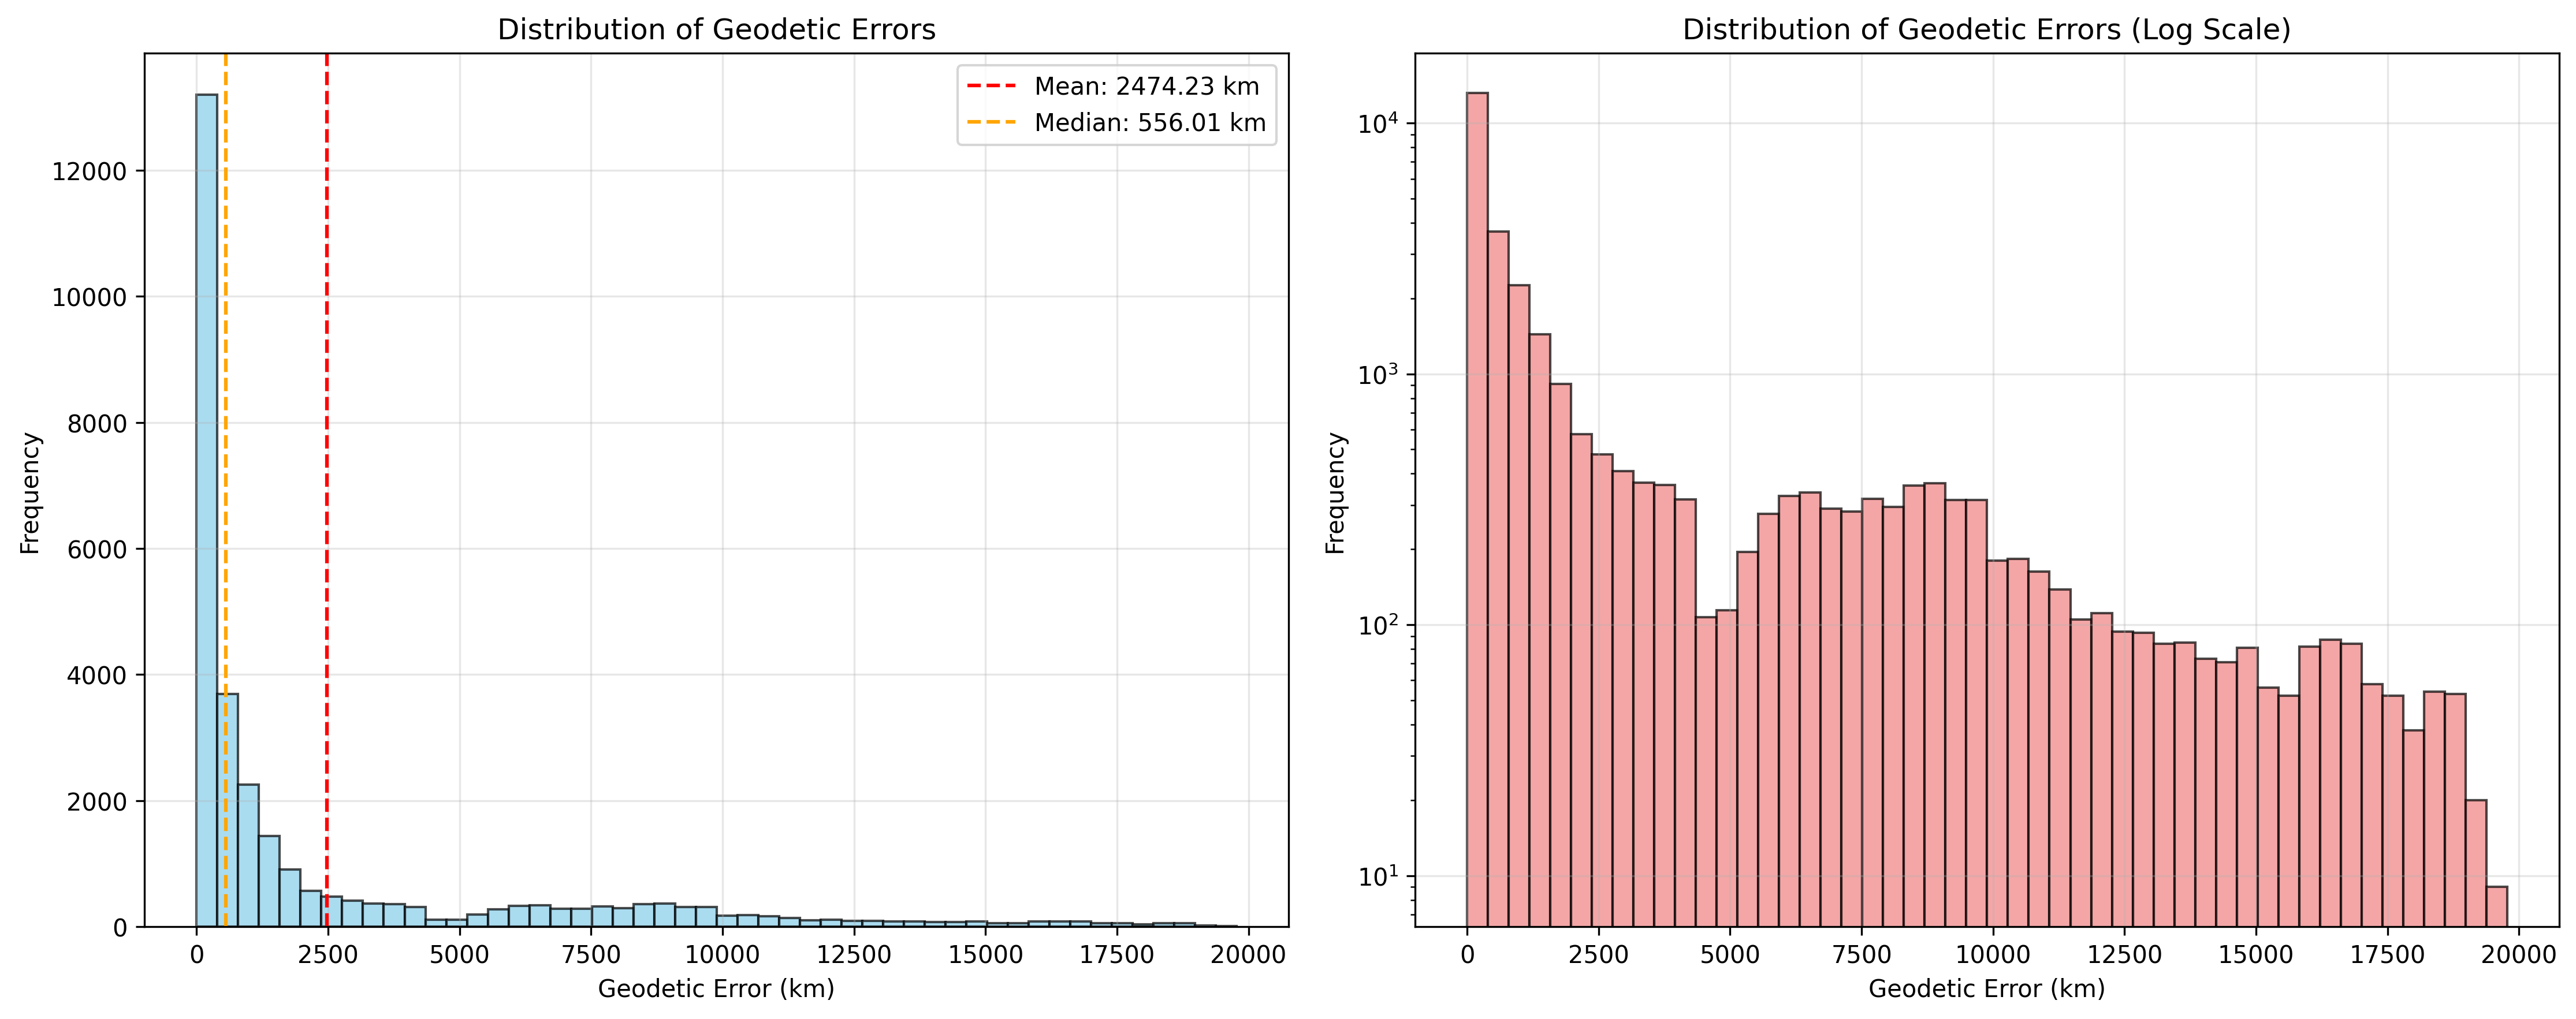 Distribution of Geodetic Errors
Mean: 2474.23 km
Median: 556.01 km
Frequency
12000
10000
8000
6000
4000
2000
0
0 2500 5000 7500 10000 12500 15000 17500 20000
Geodetic Error (km)
Distribution of Geodetic Errors (Log Scale)
Frequency
10⁴
10³
10²
10¹
0 2500 5000 7500 10000 12500 15000 17500 20000
Geodetic Error (km)